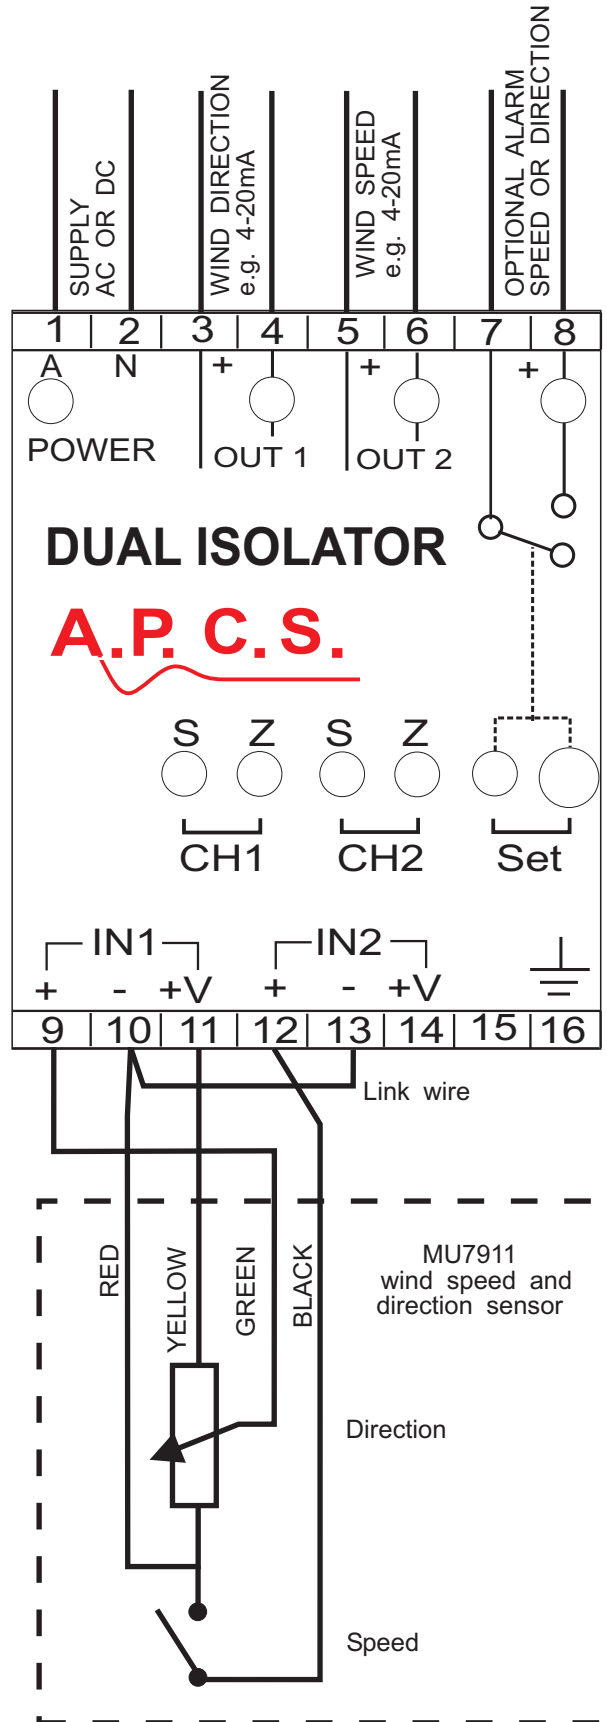 SUPPLY
AC OR DC
WIND DIRECTION
e.g. 4-20mA
WIND SPEED
e.g. 4-20mA
OPTIONAL ALARM
SPEED OR DIRECTION
1 2 3 4 5 6 7 8
A N + + +
POWER OUT 1 OUT 2
DUAL ISOLATOR
A.P. C.S.
S Z S Z
CH1 CH2 Set
IN1 IN2
+ - +V + - +V
9 10 11 12 13 14 15 16
Link wire
RED
YELLOW
GREEN
BLACK
MU7911
wind speed and
direction sensor
Direction
Speed